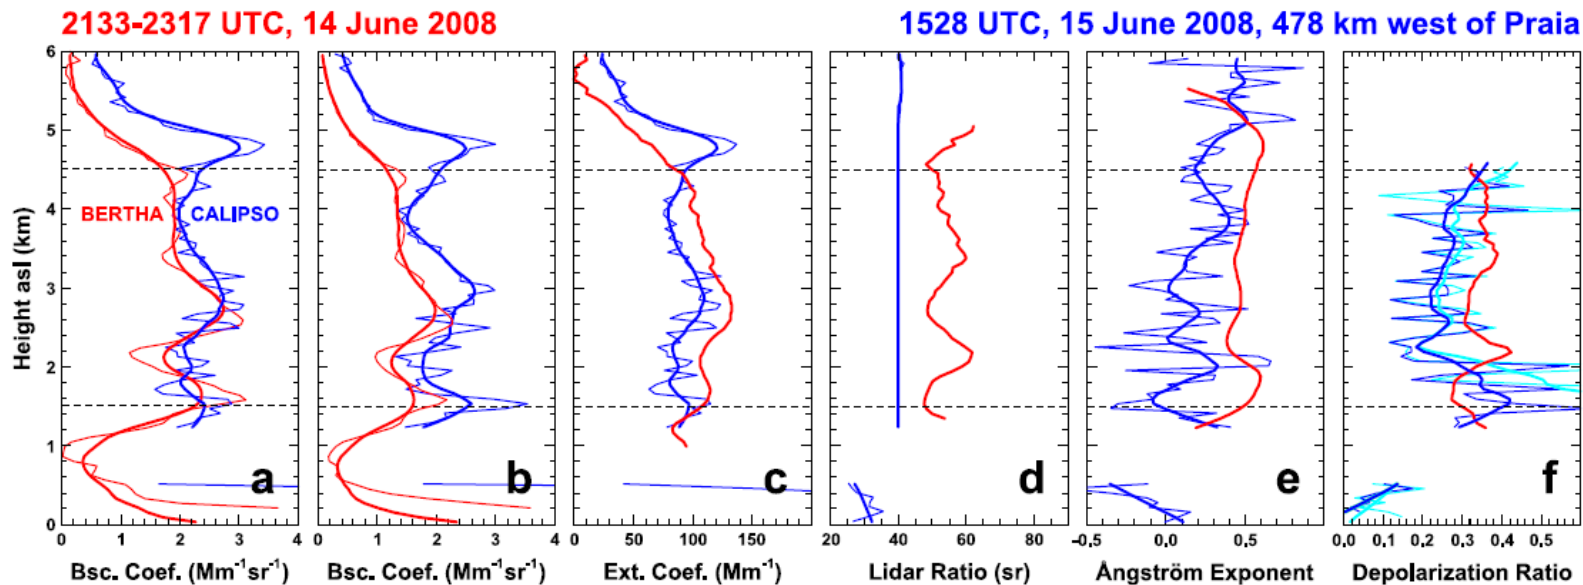 2133-2317 UTC, 14 June 2008
1528 UTC, 15 June 2008, 478 km west of Praia
6
5
4
3
2
1
0
Height asl (km)
BERTHA CALIPSO
a b c d e f
0 1 2 3 4
0 1 2 3 4
0 50 100 150
20 40 60 80
-0.5 0.0 0.5
0.0 0.1 0.2 0.3 0.4 0.5
Bsc. Coef. (Mm⁻¹sr⁻¹)
Bsc. Coef. (Mm⁻¹sr⁻¹)
Ext. Coef. (Mm⁻¹)
Lidar Ratio (sr)
Ångström Exponent
Depolarization Ratio